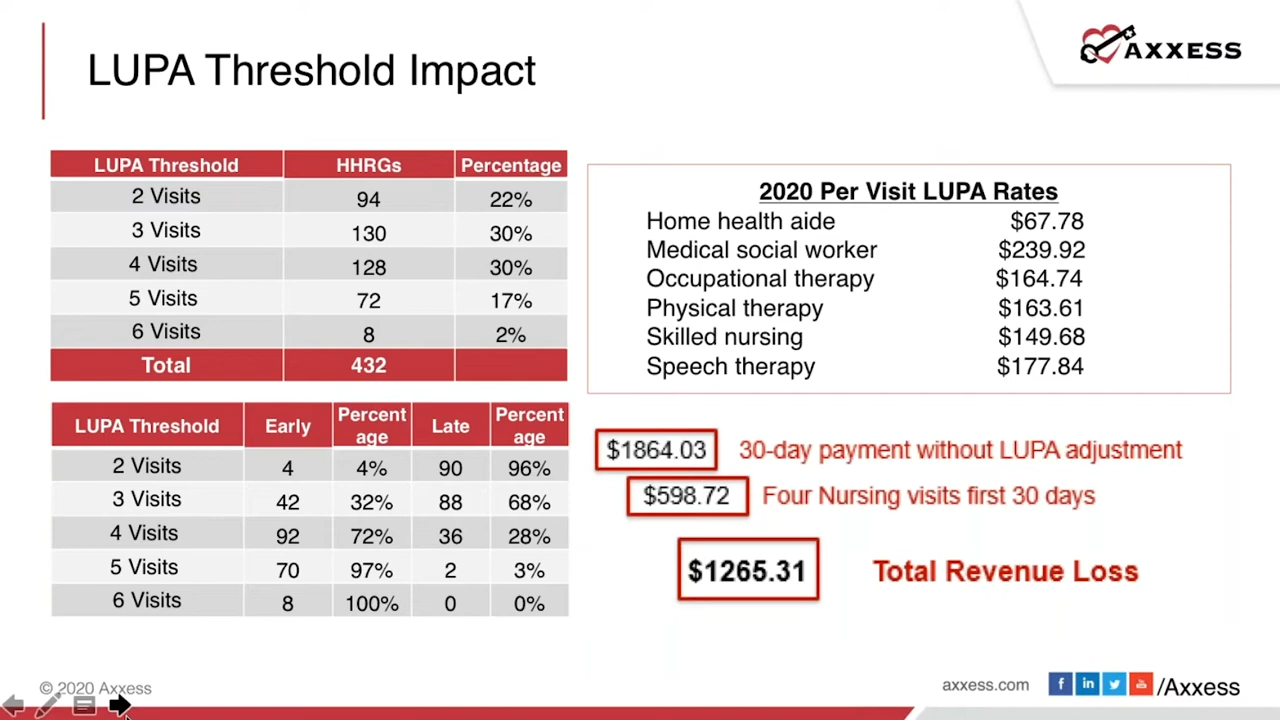 LUPA Threshold Impact
AXXESS
LUPA Threshold HHRGs Percentage
2 Visits 94 22%
3 Visits 130 30%
4 Visits 128 30%
5 Visits 72 17%
6 Visits 8 2%
Total 432
LUPA Threshold Early Percent age Late Percent age
2 Visits 4 4% 90 96%
3 Visits 42 32% 88 68%
4 Visits 92 72% 36 28%
5 Visits 70 97% 2 3%
6 Visits 8 100% 0 0%
2020 Per Visit LUPA Rates
Home health aide $67.78
Medical social worker $239.92
Occupational therapy $164.74
Physical therapy $163.61
Skilled nursing $149.68
Speech therapy $177.84
$1864.03 30-day payment without LUPA adjustment
$598.72 Four Nursing visits first 30 days
$1265.31 Total Revenue Loss
© 2020 Axxess
axxess.com f in /Axxess